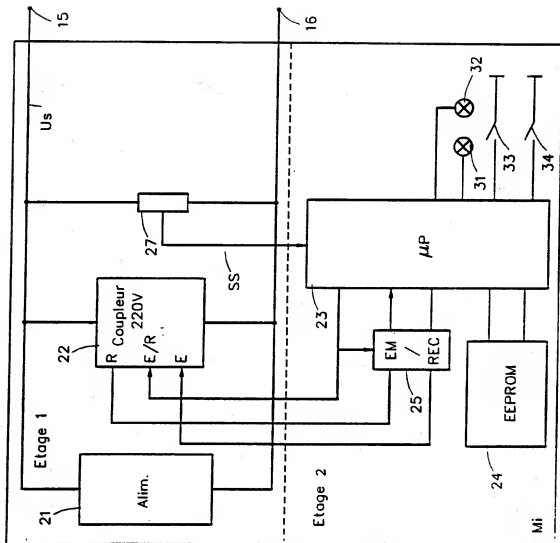 15
16
Us
27
SS
Etage 1
22
Coupleur
220V
R
E/R
E
21
Alim.
Etage 2
32
31
33
34
23
µP
EM
/
REC
25
EEPROM
24
Mi